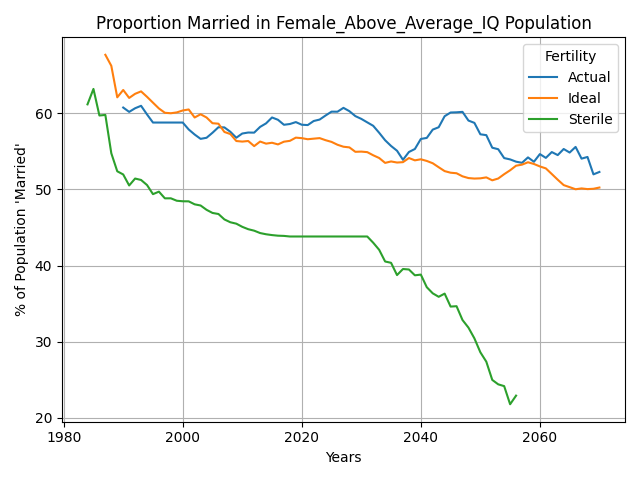 Proportion Married in Female_Above_Average_IQ Population
% of Population 'Married'
60
50
40
30
20
Fertility
Actual
Ideal
Sterile
1980
2000
2020
2040
2060
Years